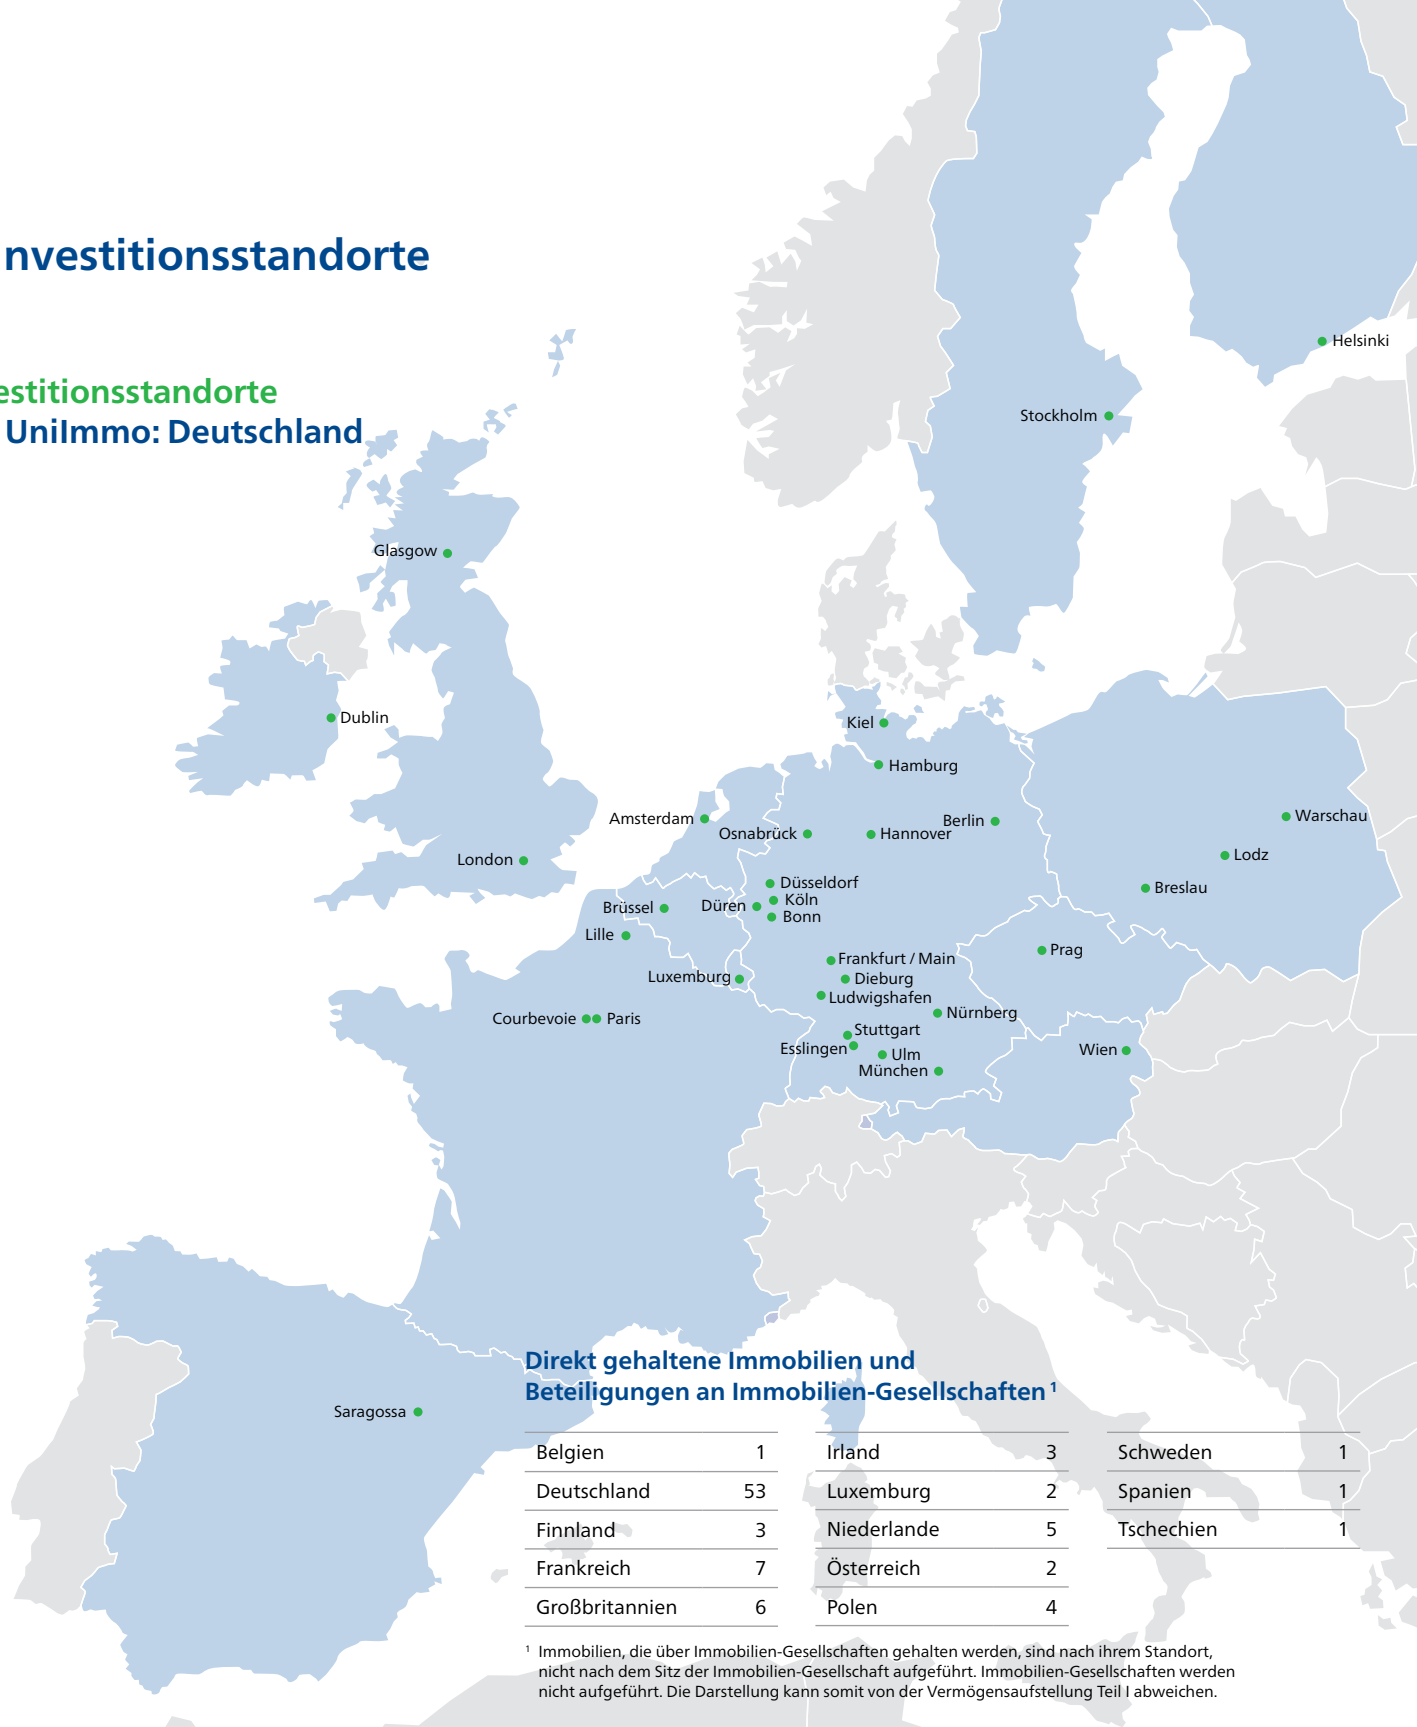 nvestitionsstandorte
estitionsstandorte
UniImmo: Deutschland
Helsinki
Stockholm
Glasgow
Dublin
Kiel
Hamburg
Amsterdam
Osnabrück
Hannover
Berlin
Warschau
London
Lodz
Düsseldorf
Breslau
Brüssel
Düren
Köln
Bonn
Lille
Prag
Frankfurt / Main
Luxemburg
Dieburg
Ludwigshafen
Nürnberg
Courbevoie
Paris
Stuttgart
Esslingen
Ulm
Wien
München
Saragossa
Direkt gehaltene Immobilien und
Beteiligungen an Immobilien-Gesellschaften ¹
Belgien 1
Deutschland 53
Finnland 3
Frankreich 7
Großbritannien 6
Irland 3
Luxemburg 2
Niederlande 5
Österreich 2
Polen 4
Schweden 1
Spanien 1
Tschechien 1
¹ Immobilien, die über Immobilien-Gesellschaften gehalten werden, sind nach ihrem Standort,
nicht nach dem Sitz der Immobilien-Gesellschaft aufgeführt. Immobilien-Gesellschaften werden
nicht aufgeführt. Die Darstellung kann somit von der Vermögensaufstellung Teil I abweichen.